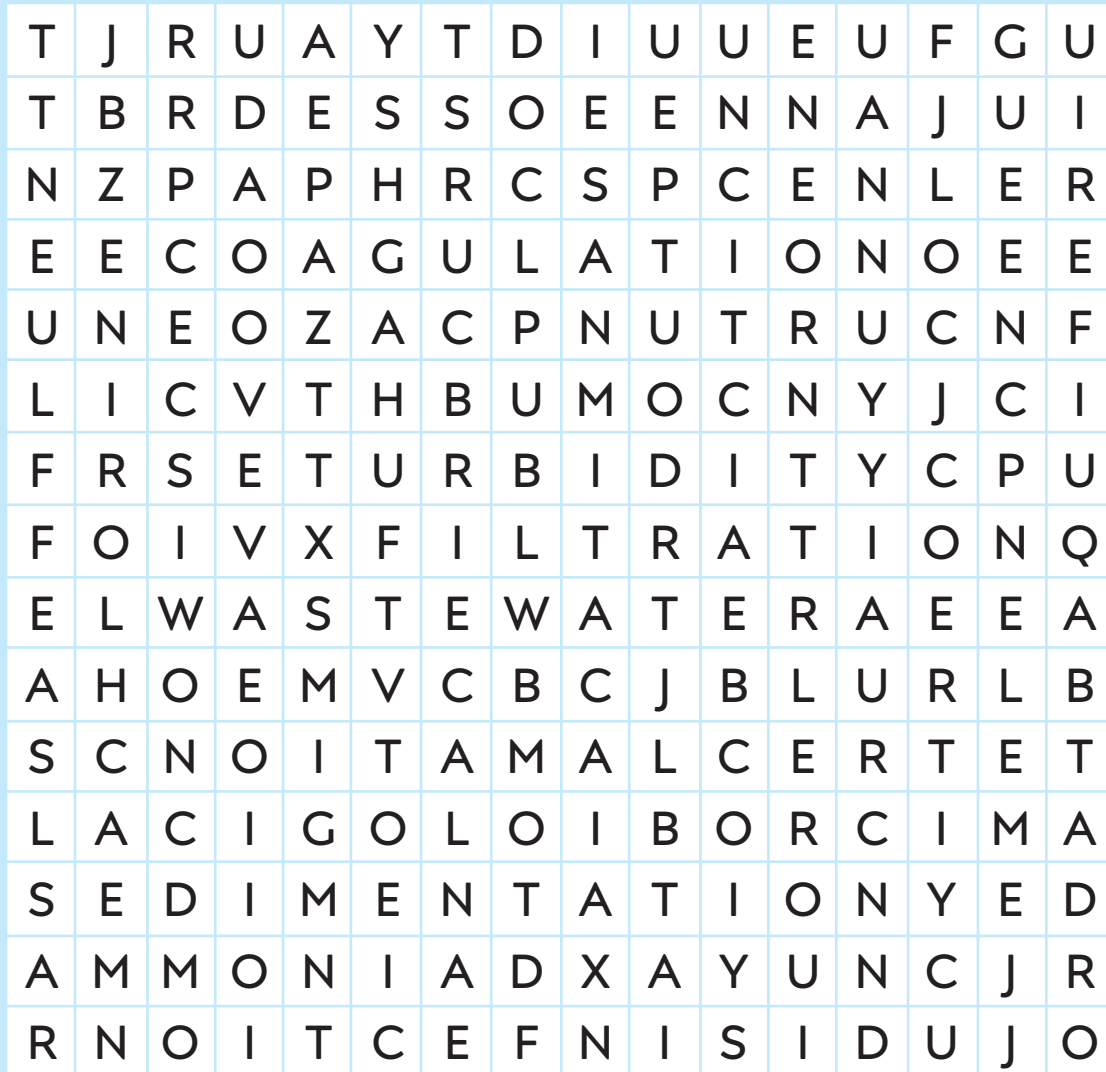 T J R U A Y T D I U U E U F G U
T B R D E S S O E E N N A J U I
N Z P A P H R C S P C E N L E R
E E C O A G U L A T I O N O E E
U N E O Z A C P N U T R U C N F
L I C V T H B U M O C N Y J C I
F R S E T U R B I D I T Y C P U
F O I V X F I L T R A T I O N Q
E L W A S T E W A T E R A E E A
A H O E M V C B C J B L U R L B
S C N O I T A M A L C E R T E T
L A C I G O L O I B O R C I M A
S E D I M E N T A T I O N Y E D
A M M O N I A D X A Y U N C J R
R N O I T C E F N I S I D U J O